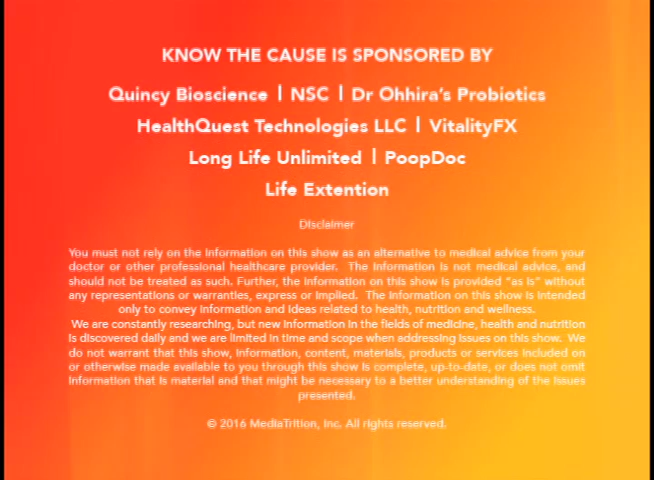 KNOW THE CAUSE IS SPONSORED BY
Quincy Bioscience | NSC | Dr Ohhira's Probiotics
HealthQuest Technologies LLC | VitalityFX
Long Life Unlimited | PoopDoc
Life Extention
Disclaimer
You must not rely on the information on this show as an alternative to medical advice from your
doctor or other professional healthcare provider. The information is not medical advice, and
should not be treated as such. Further, the information on this show is provided "as is" without
any representations or warranties, express or implied. The information on this show is intended
only to convey information and ideas related to health, nutrition and wellness.
We are constantly researching, but new information in the fields of medicine, health and nutrition
is discovered daily and we are limited in time and scope when addressing issues on this show. We
do not warrant that this show, information, content, materials, products or services included on
or otherwise made available to you through this show is complete, up-to-date, or does not omit
information that is material and that might be necessary to a better understanding of the issues
presented.
© 2016 MediaTrition, Inc. All rights reserved.